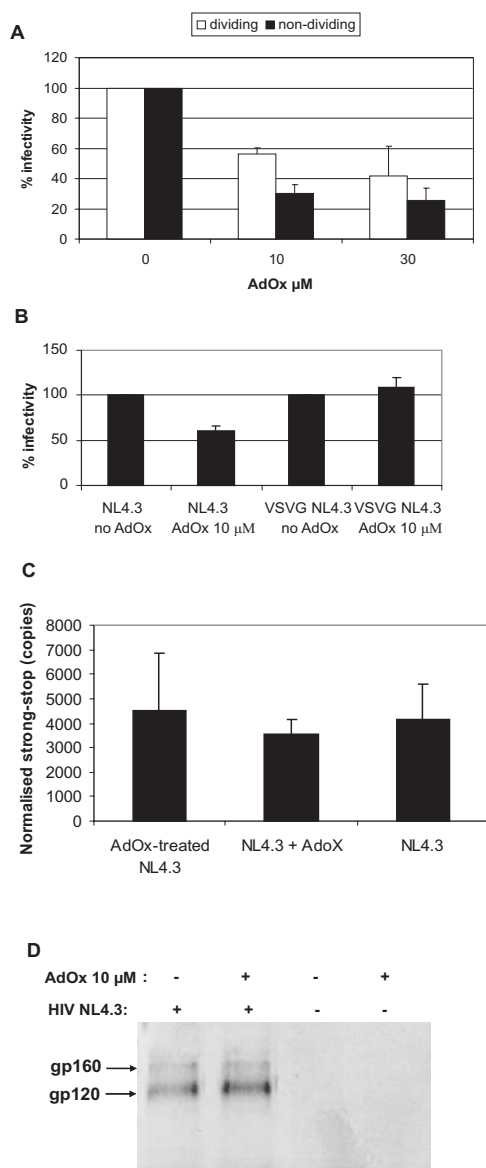 dividing non-dividing
A
120
100
80
60
40
20
0
% infectivity
0 10 30
AdOx µM
B
150
100
50
0
% infectivity
NL4.3 NL4.3 VSVG NL4.3 VSVG NL4.3
no AdOx AdOx 10 µM no AdOx AdOx 10 µM
C
8000
7000
6000
5000
4000
3000
2000
1000
0
Normalised strong-stop (copies)
AdOx-treated NL4.3 + AdoX NL4.3
NL4.3
D
AdOx 10 µM : - + - +
HIV NL4.3: + + - -
gp160
gp120